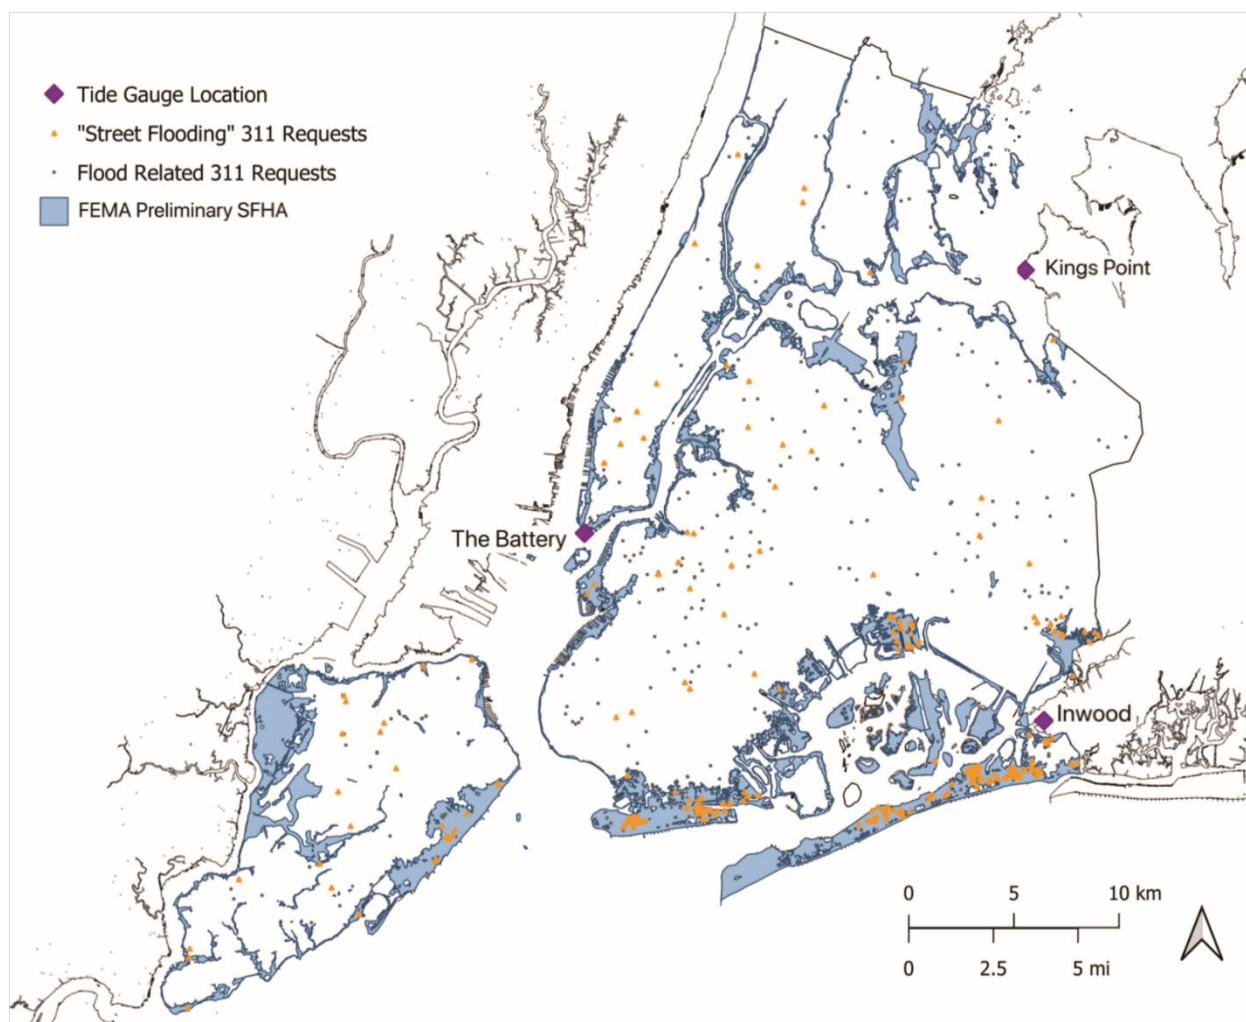 Tide Gauge Location
"Street Flooding" 311 Requests
Flood Related 311 Requests
FEMA Preliminary SFHA
Kings Point
The Battery
Inwood
0 5 10 km
0 2.5 5 mi